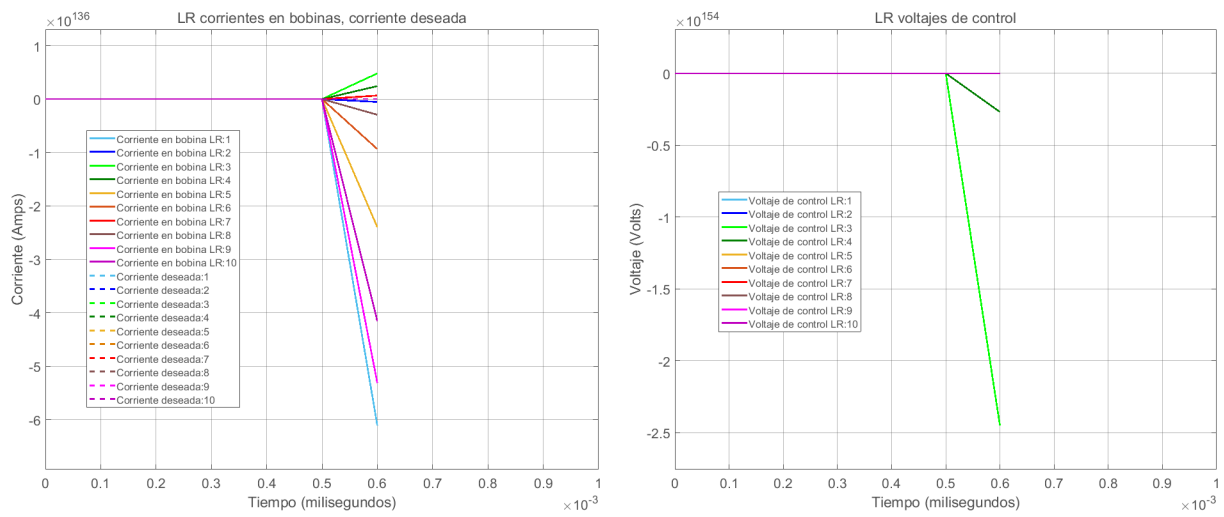 LR corrientes en bobinas, corriente deseada
×10^136
1
0
-1
-2
-3
-4
-5
-6
Corriente (Amps)
Corriente en bobina LR:1
Corriente en bobina LR:2
Corriente en bobina LR:3
Corriente en bobina LR:4
Corriente en bobina LR:5
Corriente en bobina LR:6
Corriente en bobina LR:7
Corriente en bobina LR:8
Corriente en bobina LR:9
Corriente en bobina LR:10
Corriente deseada:1
Corriente deseada:2
Corriente deseada:3
Corriente deseada:4
Corriente deseada:5
Corriente deseada:6
Corriente deseada:7
Corriente deseada:8
Corriente deseada:9
Corriente deseada:10
0 0.1 0.2 0.3 0.4 0.5 0.6 0.7 0.8 0.9 1
Tiempo (milisegundos)
×10^-3
LR voltajes de control
×10^154
0
-0.5
-1
-1.5
-2
-2.5
Voltaje (Volts)
Voltaje de control LR:1
Voltaje de control LR:2
Voltaje de control LR:3
Voltaje de control LR:4
Voltaje de control LR:5
Voltaje de control LR:6
Voltaje de control LR:7
Voltaje de control LR:8
Voltaje de control LR:9
Voltaje de control LR:10
0 0.1 0.2 0.3 0.4 0.5 0.6 0.7 0.8 0.9 1
Tiempo (milisegundos)
×10^-3